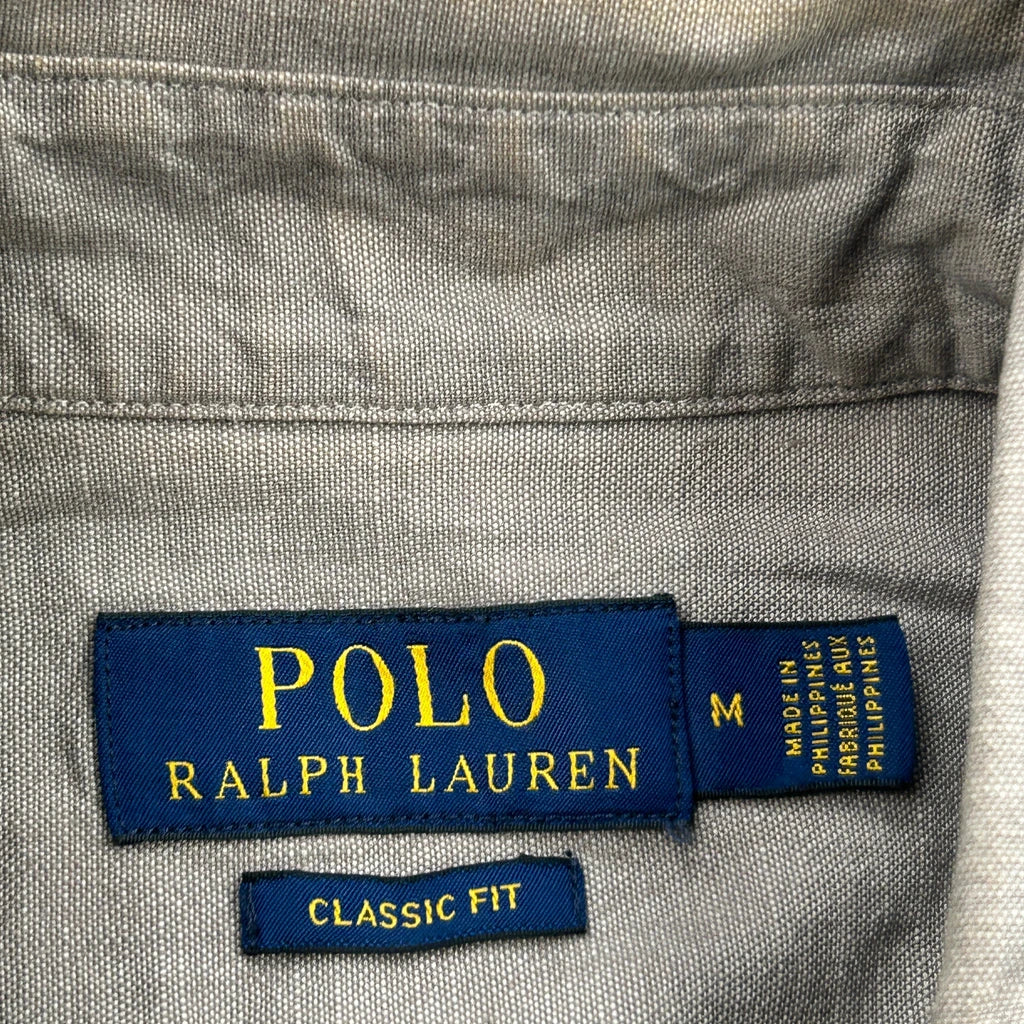 POLO
RALPH LAUREN
M
MADE IN
PHILIPPINES
FABRIQUÉ AUX
PHILIPPINES
CLASSIC FIT